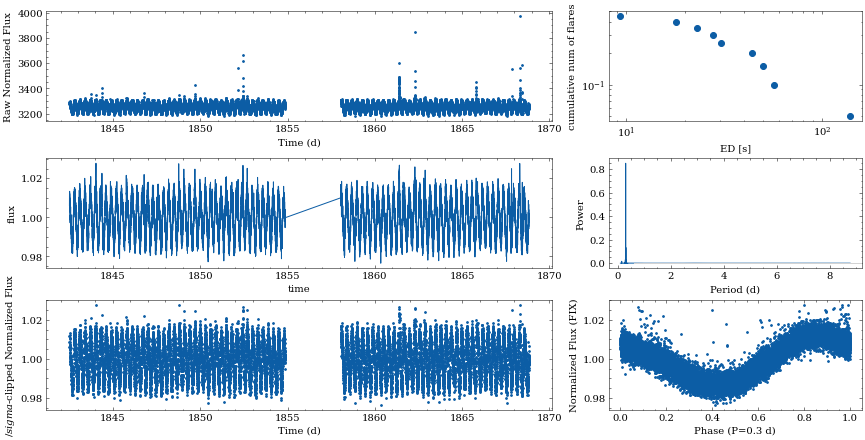 Raw Normalized Flux
4000
3800
3600
3400
3200
1845 1850 1855 1860 1865 1870
Time (d)
cumulative num of flares
10⁻¹
10¹ 10²
ED [s]
flux
1.02
1.00
0.98
1845 1850 1855 1860 1865 1870
time
Power
0.8
0.6
0.4
0.2
0.0
0 2 4 6 8
Period (d)
/sigma-clipped Normalized Flux
1.02
1.00
0.98
1845 1850 1855 1860 1865 1870
Time (d)
Normalized Flux (FIX)
1.02
1.00
0.98
0.0 0.2 0.4 0.6 0.8 1.0
Phase (P=0.3 d)